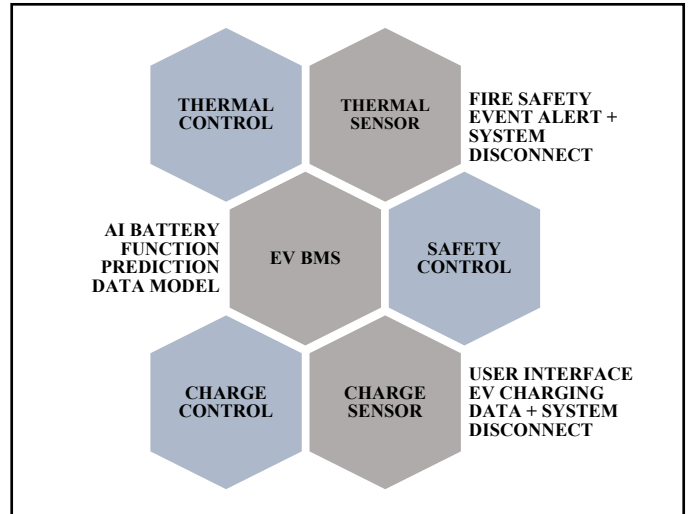 THERMAL
CONTROL
THERMAL
SENSOR
FIRE SAFETY
EVENT ALERT +
SYSTEM
DISCONNECT
AI BATTERY
FUNCTION
PREDICTION
DATA MODEL
EV BMS
SAFETY
CONTROL
CHARGE
CONTROL
CHARGE
SENSOR
USER INTERFACE
EV CHARGING
DATA + SYSTEM
DISCONNECT